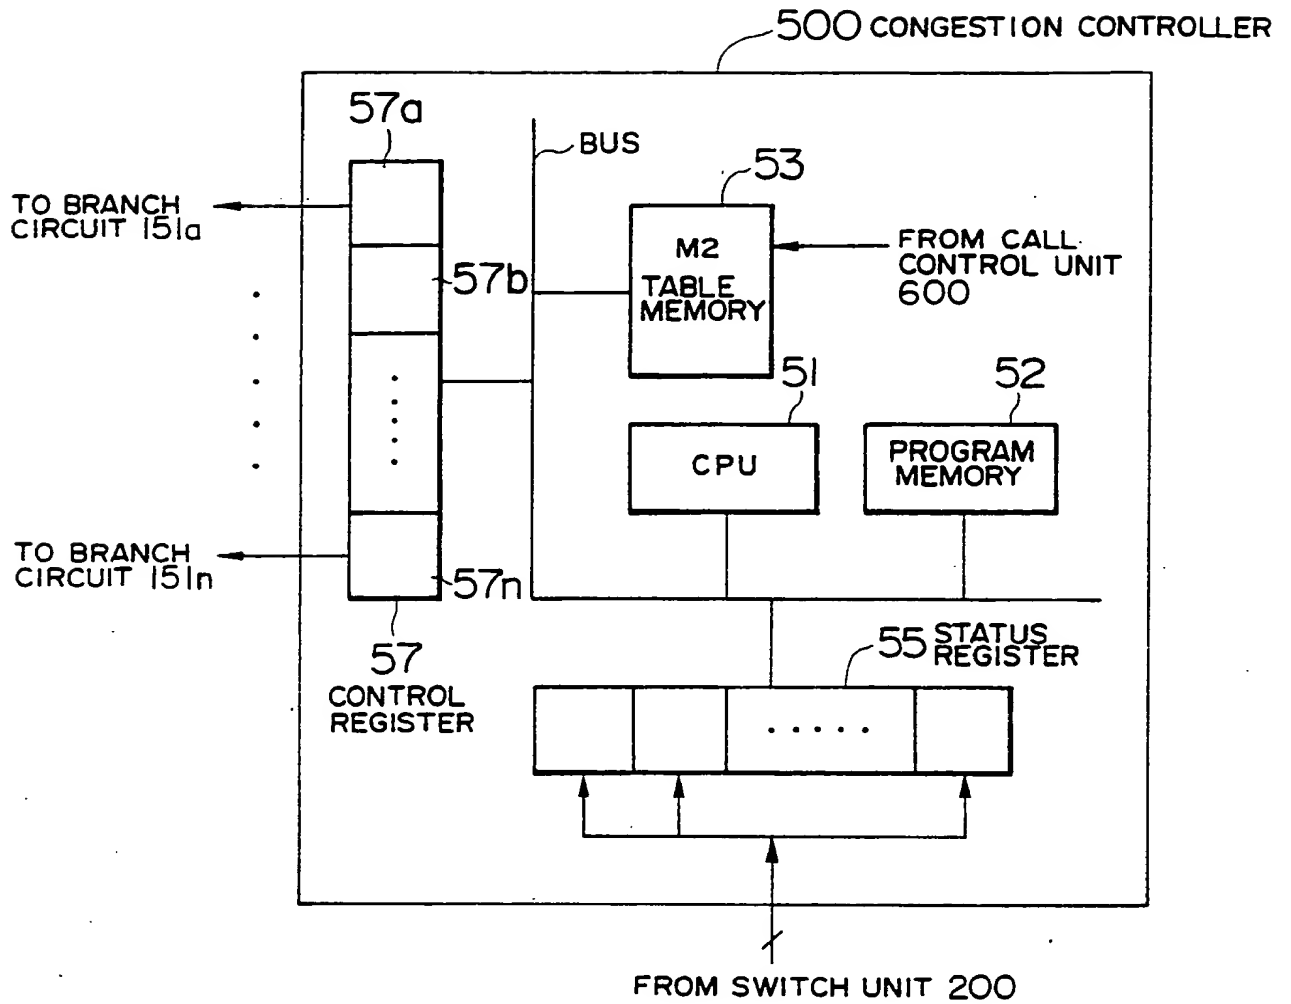 500 CONGESTION CONTROLLER
57a
BUS
53
TO BRANCH
CIRCUIT 151a
M2
TABLE
MEMORY
FROM CALL
CONTROL UNIT
600
57b
51
52
CPU
PROGRAM
MEMORY
TO BRANCH
CIRCUIT 151n
57n
57
CONTROL
REGISTER
55 STATUS
REGISTER
FROM SWITCH UNIT 200